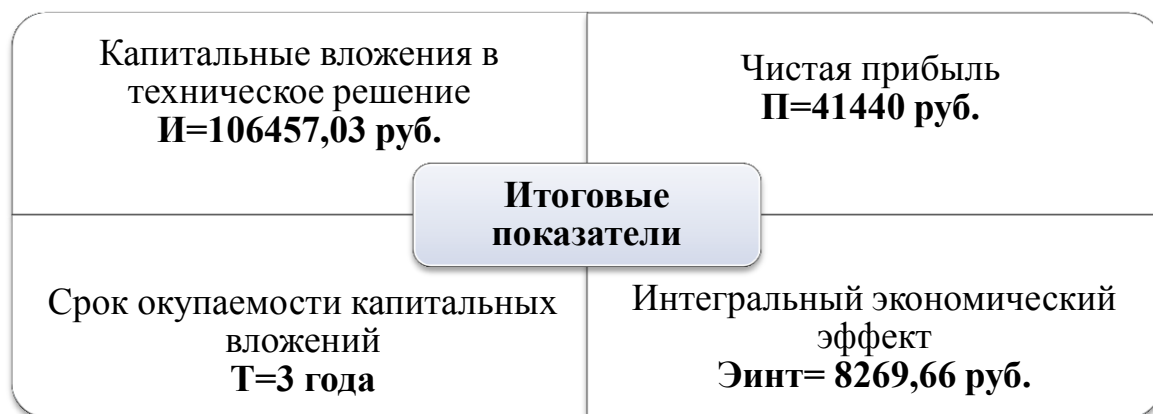 Капитальные вложения в
техническое решение
И=106457,03 руб.
Чистая прибыль
П=41440 руб.
Итоговые
показатели
Срок окупаемости капитальных
вложений
Т=3 года
Интегральный экономический
эффект
Эинт= 8269,66 руб.